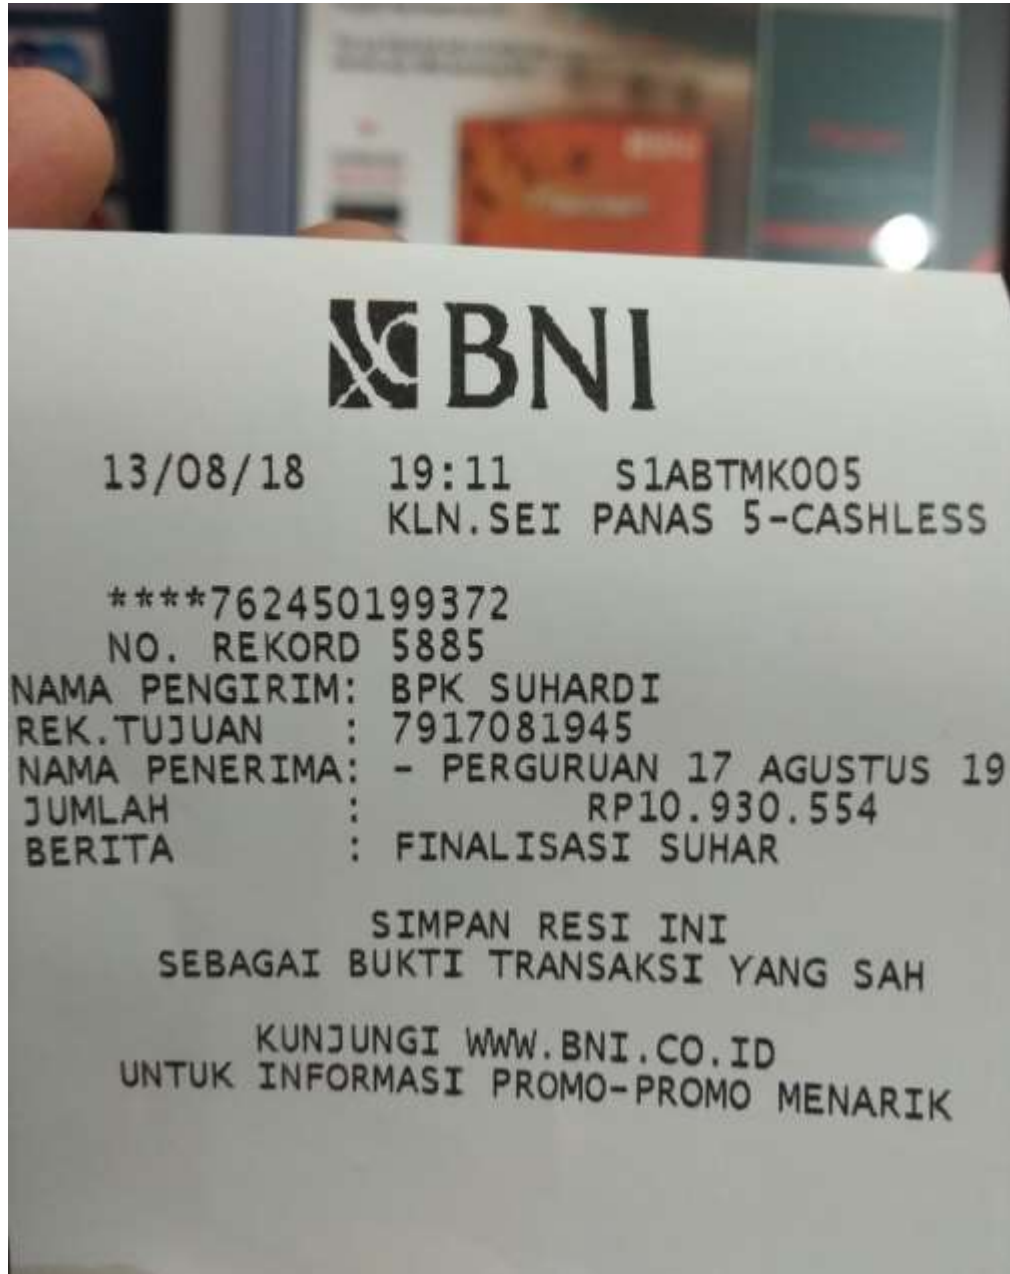 BNI
13/08/18 19:11 S1ABTMK005
KLN.SEI PANAS 5-CASHLESS
****762450199372
NO. REKORD 5885
NAMA PENGIRIM: BPK SUHARDI
REK.TUJUAN : 7917081945
NAMA PENERIMA: - PERGURUAN 17 AGUSTUS 19
JUMLAH : RP10.930.554
BERITA : FINALISASI SUHAR
SIMPAN RESI INI
SEBAGAI BUKTI TRANSAKSI YANG SAH
KUNJUNGI WWW.BNI.CO.ID
UNTUK INFORMASI PROMO-PROMO MENARIK